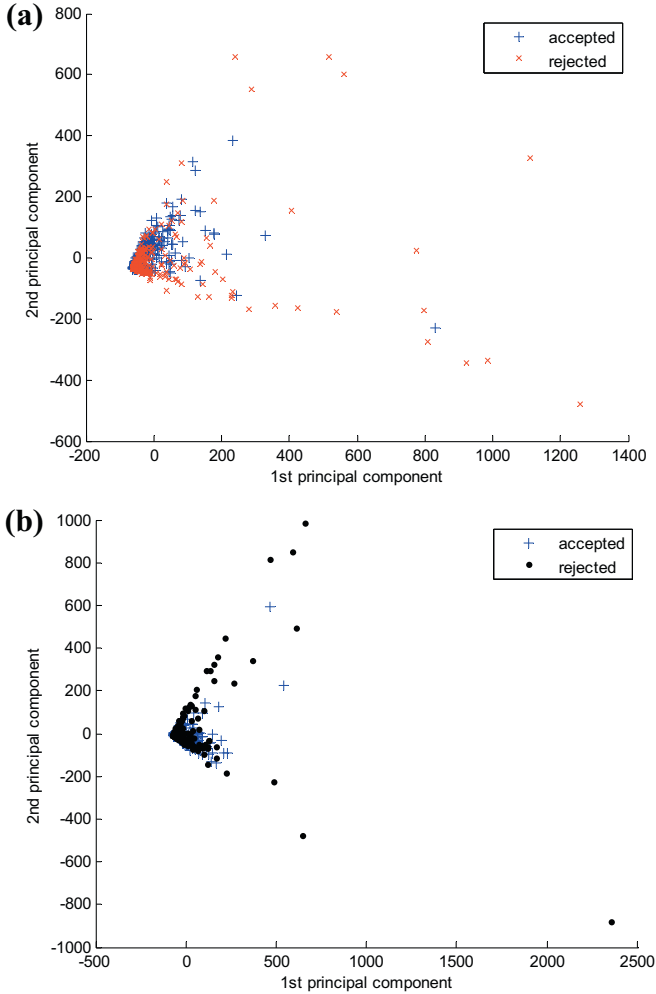 (a)
800
600
400
200
0
-200
-400
-600
2nd principal component
accepted
rejected
-200 0 200 400 600 800 1000 1200 1400
1st principal component
(b)
1000
800
600
400
200
0
-200
-400
-600
-800
-1000
2nd principal component
accepted
rejected
-500 0 500 1000 1500 2000 2500
1st principal component